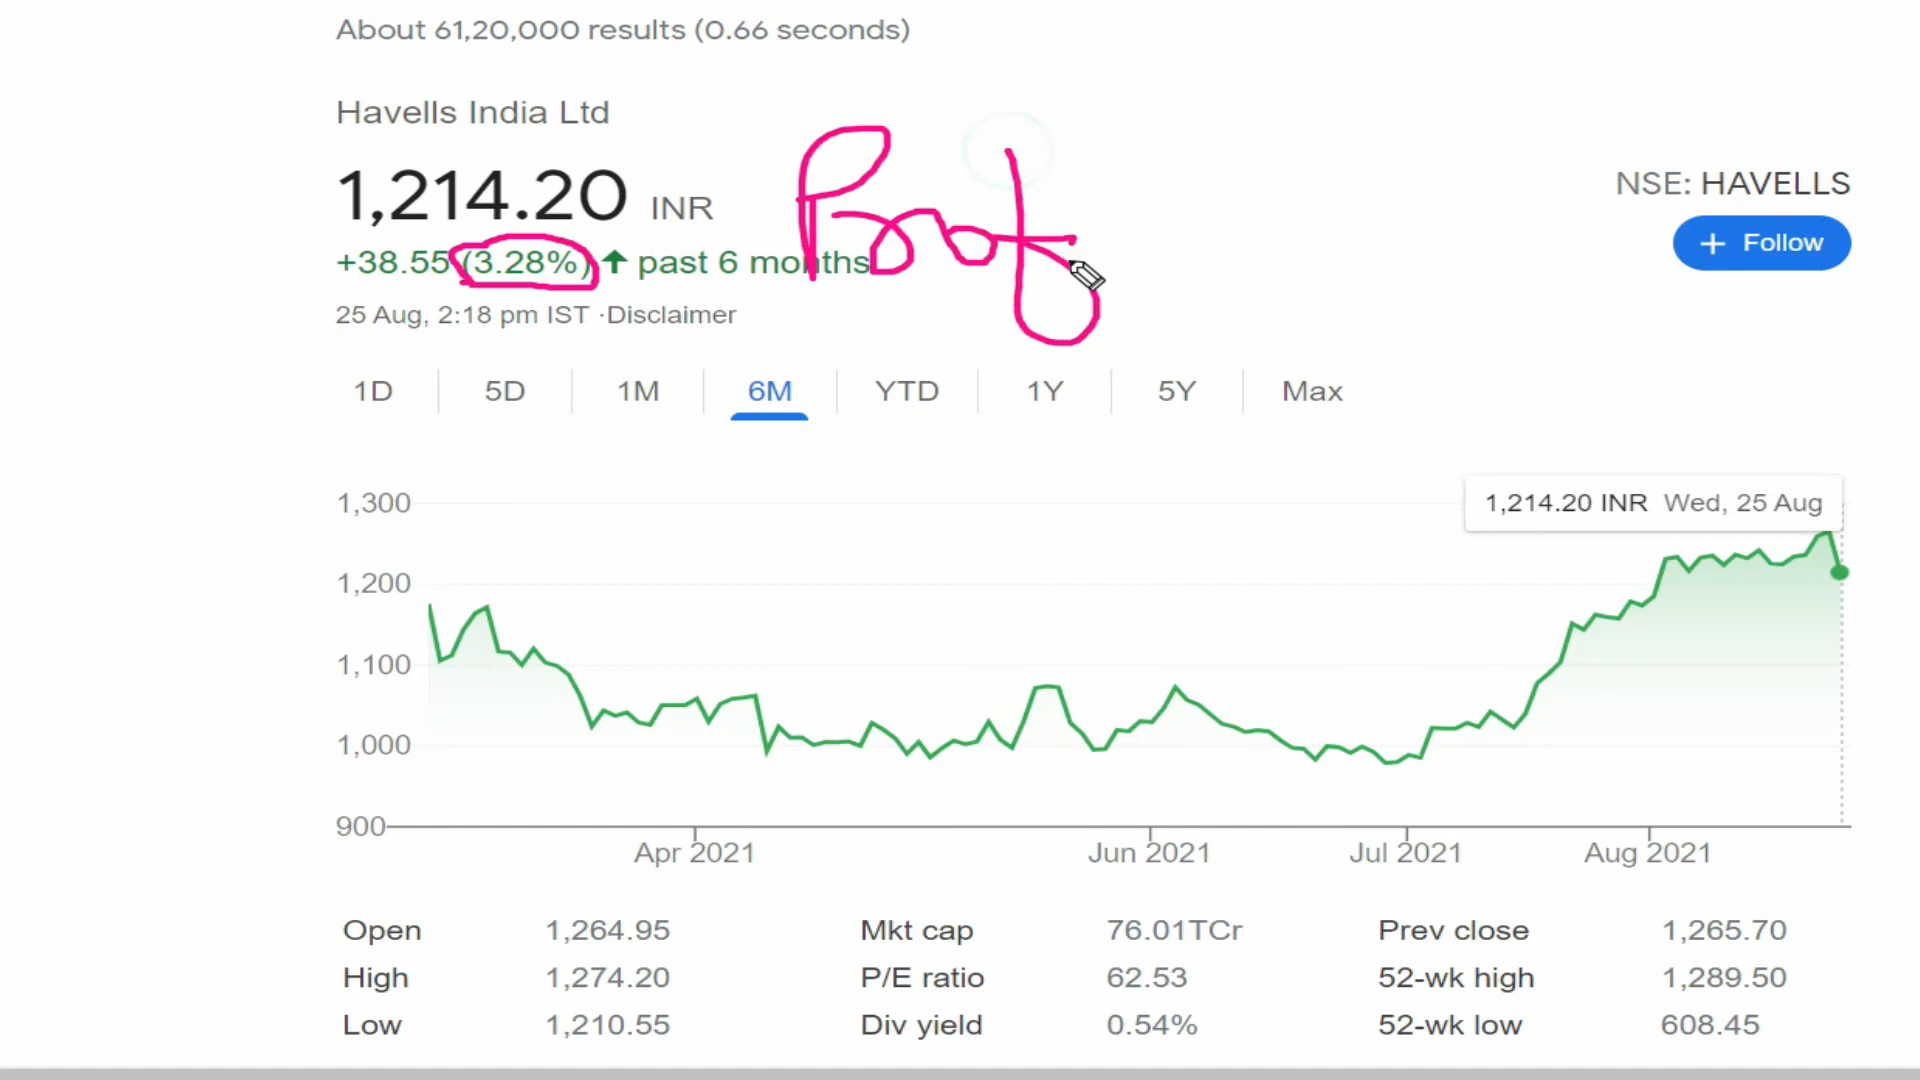 About 61,20,000 results (0.66 seconds)
Havells India Ltd
1,214.20 INR
NSE: HAVELLS
+ Follow
+38.55 (3.28%) ↑ past 6 months
25 Aug, 2:18 pm IST ·Disclaimer
1D 5D 1M 6M YTD 1Y 5Y Max
1,214.20 INR Wed, 25 Aug
1,300
1,200
1,100
1,000
900
Apr 2021 Jun 2021 Jul 2021 Aug 2021
Open 1,264.95 Mkt cap 76.01TCr Prev close 1,265.70
High 1,274.20 P/E ratio 62.53 52-wk high 1,289.50
Low 1,210.55 Div yield 0.54% 52-wk low 608.45